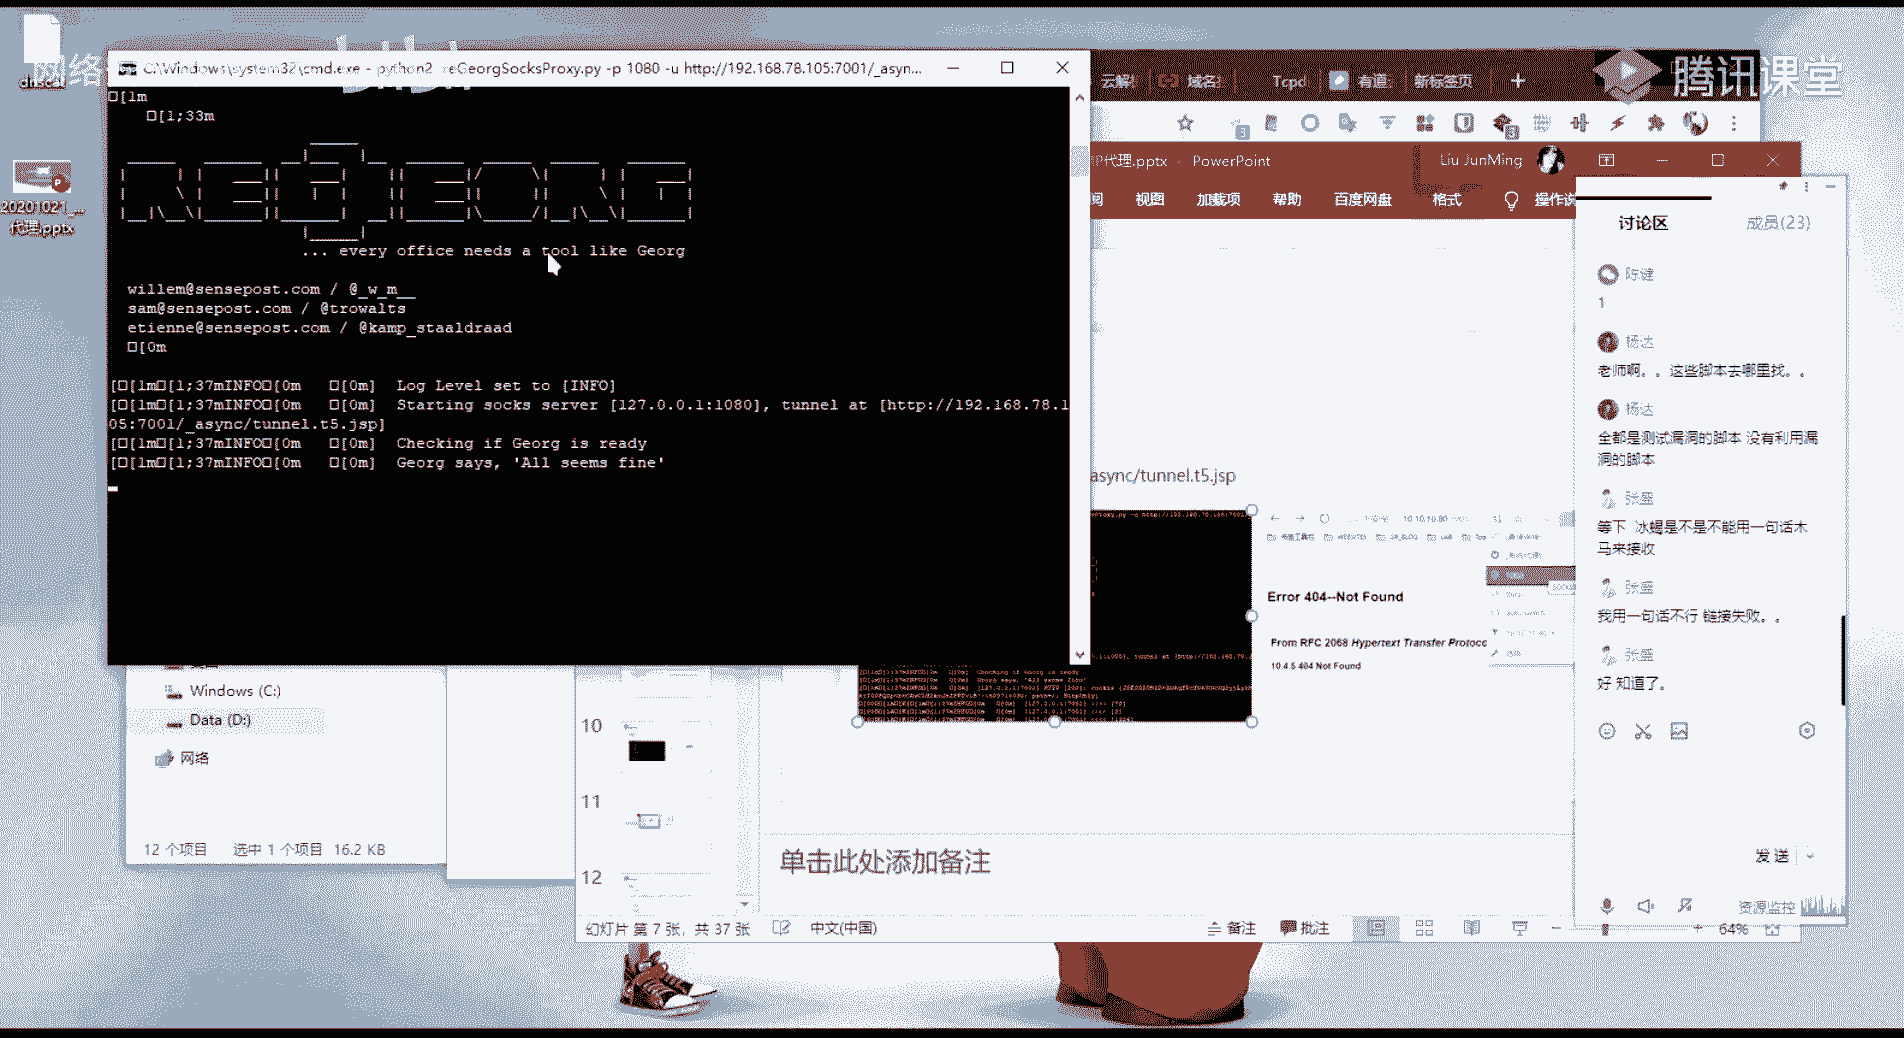 网络
20201021_...
代理.pptx
C:\Windows\system32\cmd.exe - python2 reGeorgSocksProxy.py -p 1080 -u http://192.168.78.105:7001/_asyn...
[1m
[1;33m
... every office needs a tool like Georg
willem@sensepost.com / @_w_m__
sam@sensepost.com / @trowalts
etienne@sensepost.com / @kamp_staaldraad
[0m
[[1m[1;37mINFO[0m [0m] Log Level set to [INFO]
[[1m[1;37mINFO[0m [0m] Starting socks server [127.0.0.1:1080], tunnel at [http://192.168.78.1
05:7001/_async/tunnel.t5.jsp]
[[1m[1;37mINFO[0m [0m] Checking if Georg is ready
[[1m[1;37mINFO[0m [0m] Georg says, 'All seems fine'
云解
域名
Tcpd
有道
新标签页
腾讯课堂
IP代理.pptx - PowerPoint
Liu JunMing
阅 视图 加载项 帮助 百度网盘 格式 操作说
async/tunnel.t5.jsp
10.10.10.80
Error 404--Not Found
From RFC 2068 Hypertext Transfer Protoco
10.4.5 404 Not Found
讨论区 成员(23)
陈健
1
杨达
老师啊。。这些脚本去哪里找。。
杨达
全都是测试漏洞的脚本 没有利用漏
洞的脚本
张盛
等下 冰蝎是不是不能用一句话木
马来接收
张盛
我用一句话不行 链接失败。。
张盛
好 知道了。
发送
资源监控
Windows (C:)
Data (D:)
网络
12 个项目 选中 1 个项目 16.2 KB
10
11
12
单击此处添加备注
幻灯片 第 7 张，共 37 张 中文(中国) 备注 批注 64%